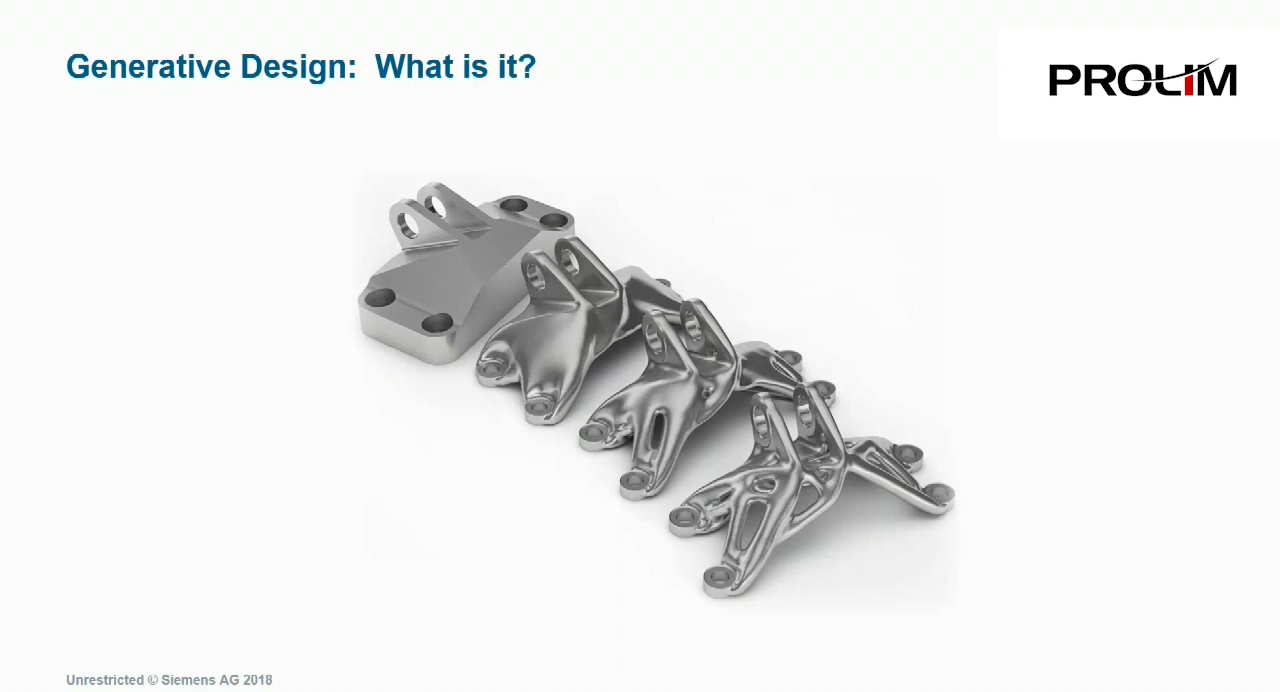 Generative Design:  What is it?
PROLIM
Unrestricted © Siemens AG 2018